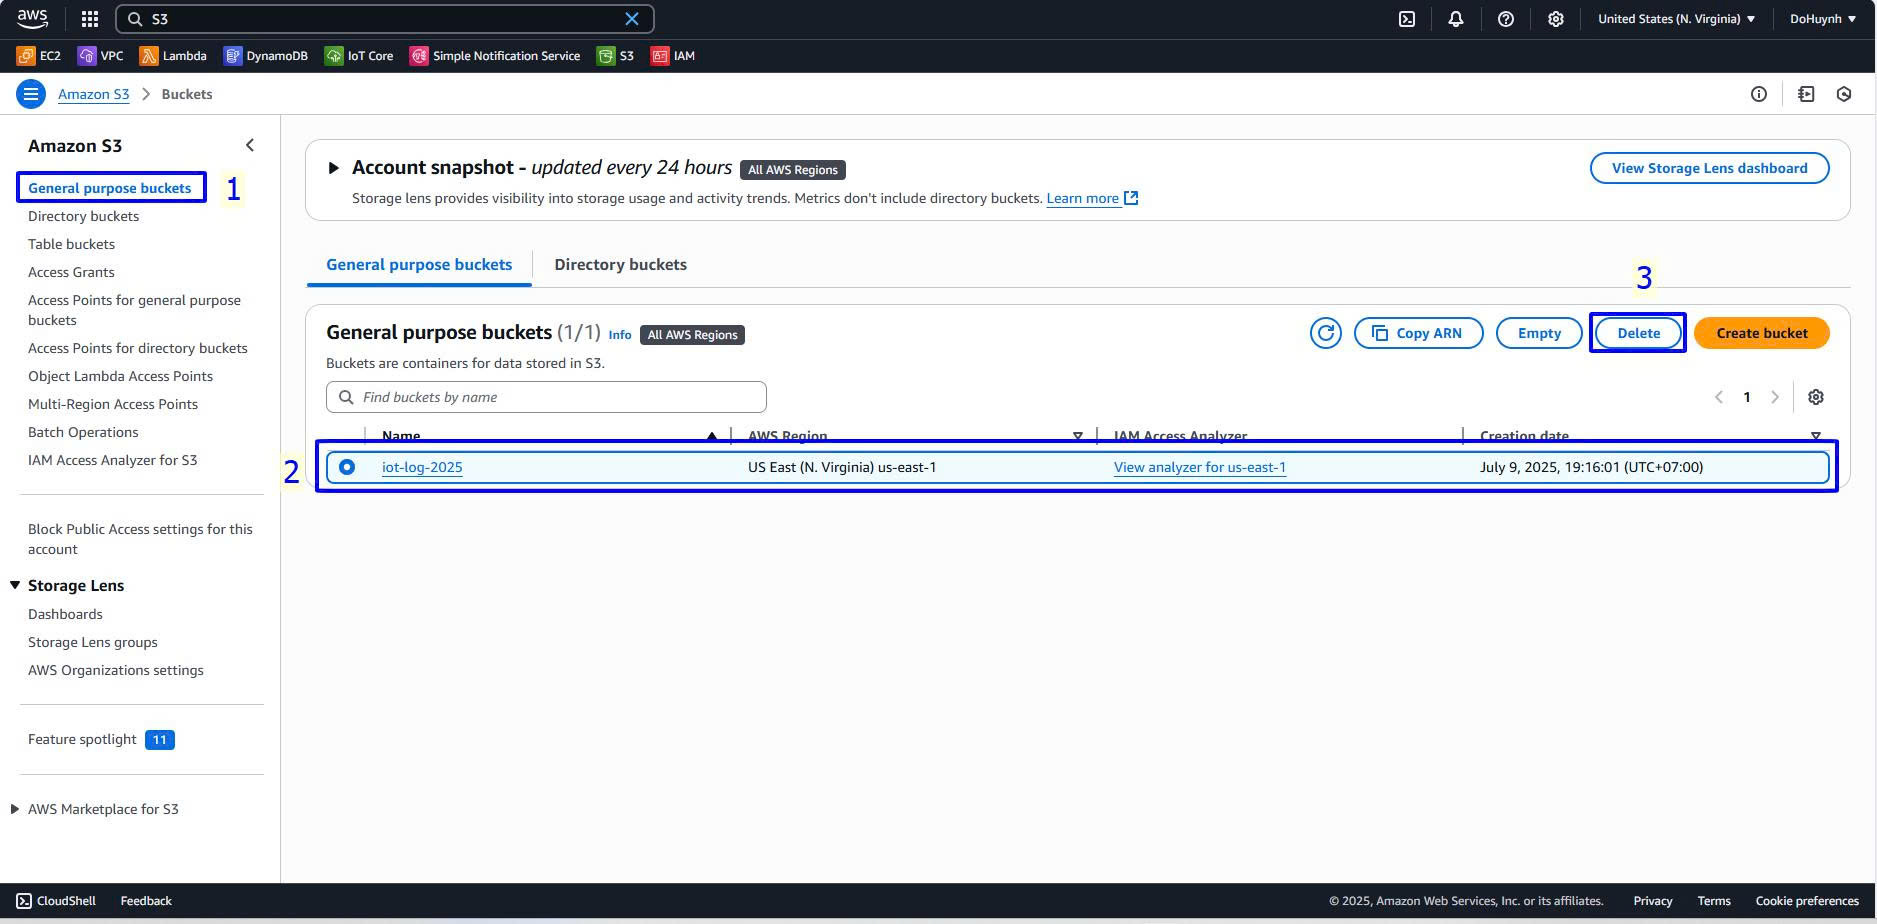 aws
S3
United States (N. Virginia)
DoHuynh
EC2
VPC
Lambda
DynamoDB
IoT Core
Simple Notification Service
S3
IAM
Amazon S3
Buckets
Amazon S3
General purpose buckets
1
Directory buckets
Table buckets
Access Grants
Access Points for general purpose
buckets
Access Points for directory buckets
Object Lambda Access Points
Multi-Region Access Points
Batch Operations
IAM Access Analyzer for S3
Block Public Access settings for this
account
Storage Lens
Dashboards
Storage Lens groups
AWS Organizations settings
Feature spotlight 11
AWS Marketplace for S3
Account snapshot - updated every 24 hours All AWS Regions
View Storage Lens dashboard
Storage lens provides visibility into storage usage and activity trends. Metrics don't include directory buckets. Learn more
General purpose buckets
Directory buckets
3
General purpose buckets (1/1) Info All AWS Regions
Copy ARN
Empty
Delete
Create bucket
Buckets are containers for data stored in S3.
Find buckets by name
1
Name
AWS Region
IAM Access Analyzer
Creation date
2
iot-log-2025
US East (N. Virginia) us-east-1
View analyzer for us-east-1
July 9, 2025, 19:16:01 (UTC+07:00)
CloudShell
Feedback
© 2025, Amazon Web Services, Inc. or its affiliates.
Privacy
Terms
Cookie preferences